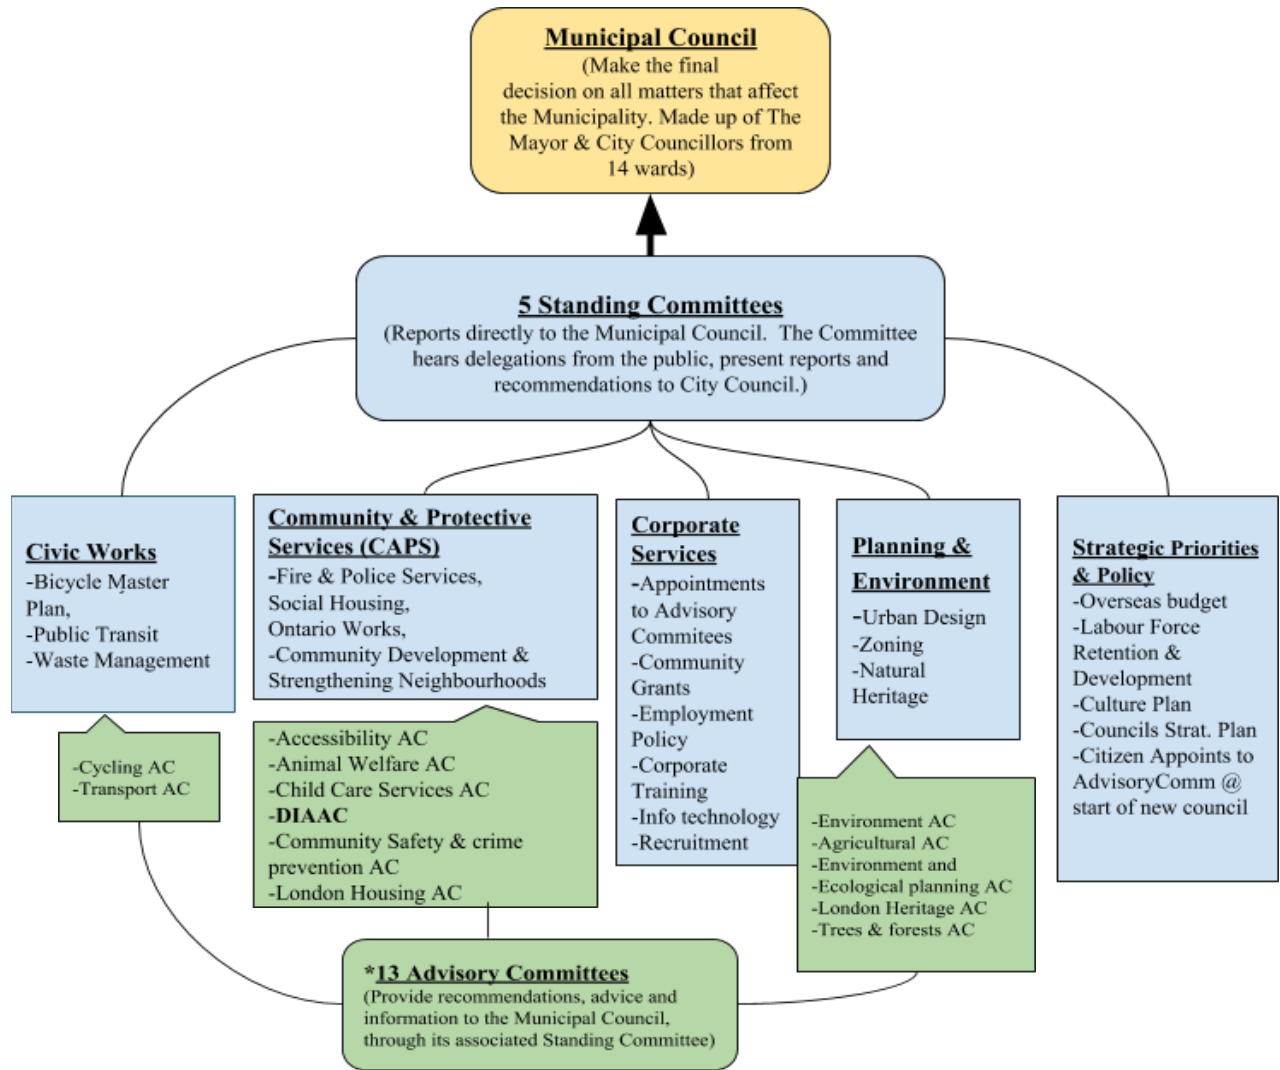 Municipal Council
(Make the final
decision on all matters that affect
the Municipality. Made up of The
Mayor & City Councillors from
14 wards)
5 Standing Committees
(Reports directly to the Municipal Council.  The Committee
hears delegations from the public, present reports and
recommendations to City Council.)
Civic Works
-Bicycle Master
Plan,
-Public Transit
-Waste Management
Community & Protective
Services (CAPS)
-Fire & Police Services,
Social Housing,
Ontario Works,
-Community Development &
Strengthening Neighbourhoods
Corporate
Services
-Appointments
to Advisory
Commitees
-Community
Grants
-Employment
Policy
-Corporate
Training
-Info technology
-Recruitment
Planning &
Environment
-Urban Design
-Zoning
-Natural
Heritage
Strategic Priorities
& Policy
-Overseas budget
-Labour Force
Retention &
Development
-Culture Plan
-Councils Strat. Plan
-Citizen Appoints to
AdvisoryComm @
start of new council
-Cycling AC
-Transport AC
-Accessibility AC
-Animal Welfare AC
-Child Care Services AC
-DIAAC
-Community Safety & crime
prevention AC
-London Housing AC
-Environment AC
-Agricultural AC
-Environment and
-Ecological planning AC
-London Heritage AC
-Trees & forests AC
*13 Advisory Committees
(Provide recommendations, advice and
information to the Municipal Council,
through its associated Standing Committee)